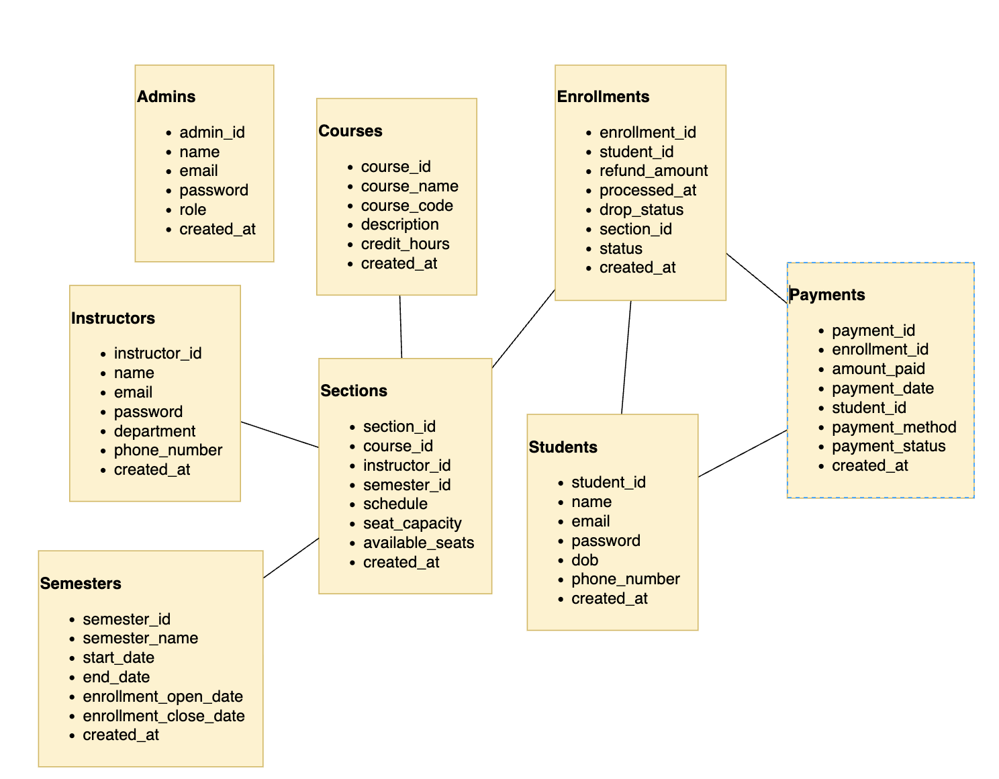 Admins
admin_id
name
email
password
role
created_at
Courses
course_id
course_name
course_code
description
credit_hours
created_at
Enrollments
enrollment_id
student_id
refund_amount
processed_at
drop_status
section_id
status
created_at
Payments
payment_id
enrollment_id
amount_paid
payment_date
student_id
payment_method
payment_status
created_at
Instructors
instructor_id
name
email
password
department
phone_number
created_at
Sections
section_id
course_id
instructor_id
semester_id
schedule
seat_capacity
available_seats
created_at
Students
student_id
name
email
password
dob
phone_number
created_at
Semesters
semester_id
semester_name
start_date
end_date
enrollment_open_date
enrollment_close_date
created_at